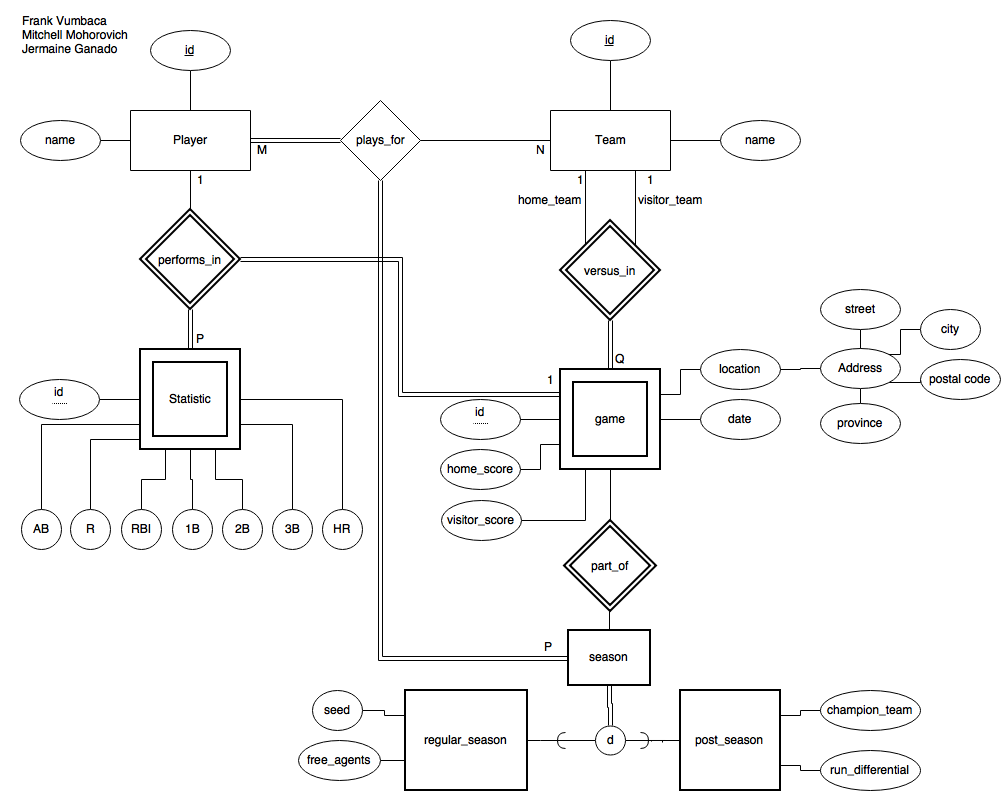 Frank Vumbaca
Mitchell Mohorovich
Jermaine Ganado
id
id
name
Player
M
plays_for
N
Team
name
1
1
1
home_team
visitor_team
performs_in
versus_in
P
Q
street
city
Address
postal code
province
location
date
1
id
Statistic
id
game
home_score
visitor_score
AB
R
RBI
1B
2B
3B
HR
part_of
P
season
seed
free_agents
regular_season
d
post_season
champion_team
run_differential